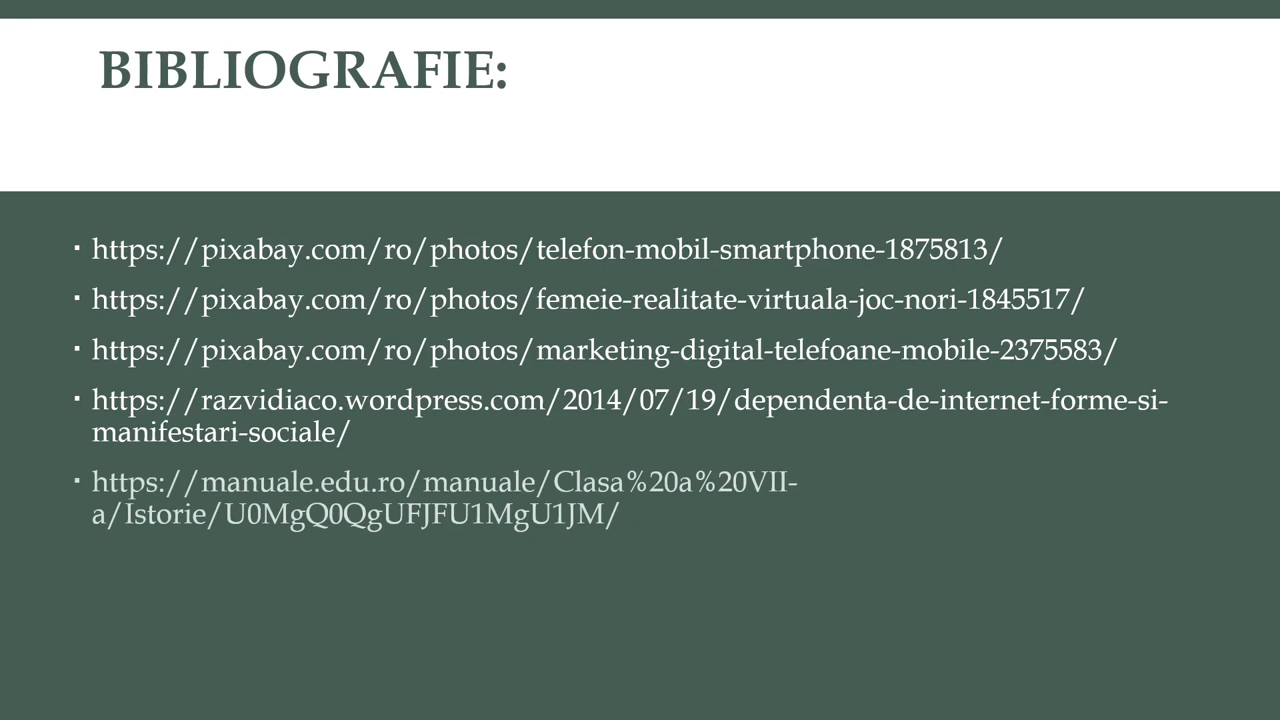 BIBLIOGRAFIE:
▪ https://pixabay.com/ro/photos/telefon-mobil-smartphone-1875813/
▪ https://pixabay.com/ro/photos/femeie-realitate-virtuala-joc-nori-1845517/
▪ https://pixabay.com/ro/photos/marketing-digital-telefoane-mobile-2375583/
▪ https://razvidiaco.wordpress.com/2014/07/19/dependenta-de-internet-forme-si-
manifestari-sociale/
▪ https://manuale.edu.ro/manuale/Clasa%20a%20VII-
a/Istorie/U0MgQ0QgUFJFU1MgU1JM/